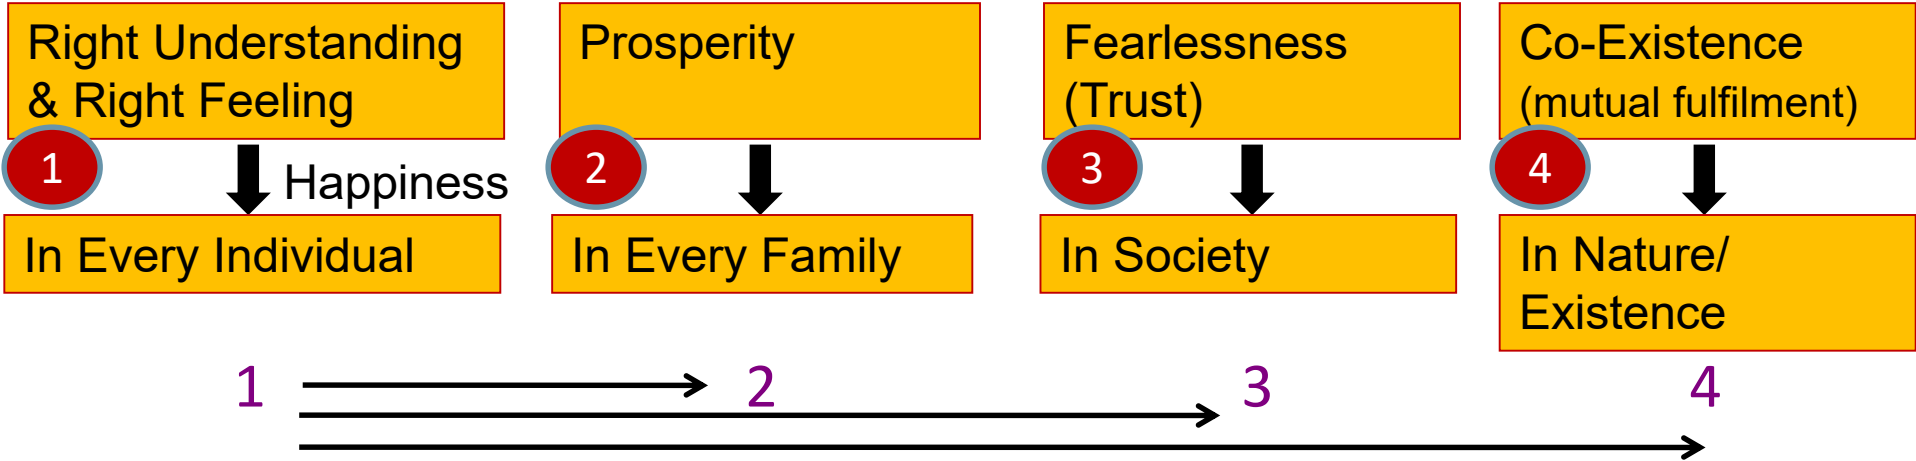 Right Understanding
& Right Feeling
Prosperity
Fearlessness
(Trust)
Co-Existence
(mutual fulfilment)
1
Happiness
2
3
4
In Every Individual
In Every Family
In Society
In Nature/
Existence
1
2
3
4